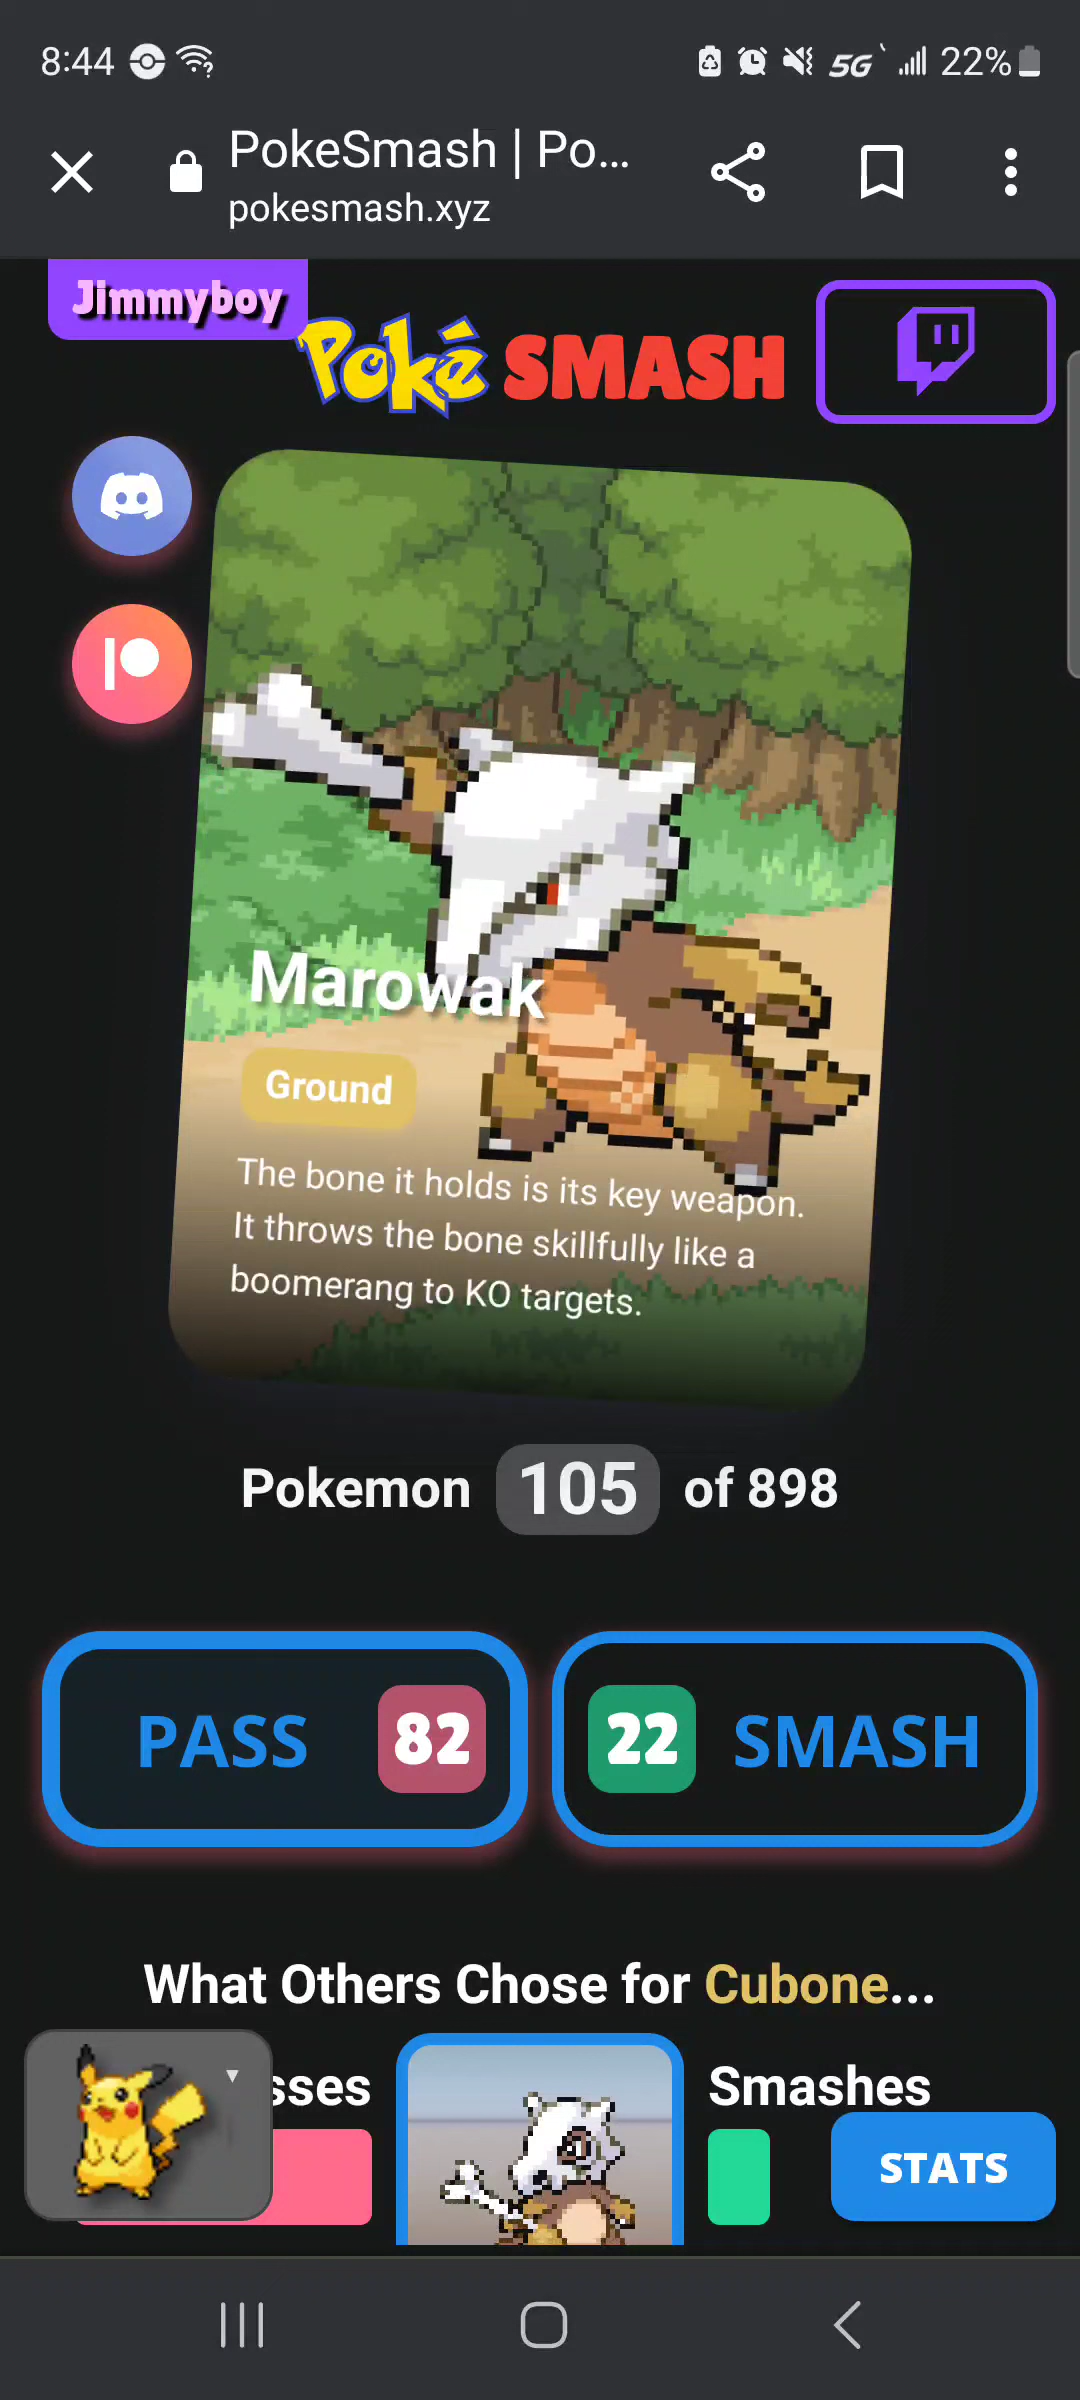 8:44
5G
22%
PokeSmash | Po...
pokesmash.xyz
Jimmyboy
Poké SMASH
Marowak
Ground
The bone it holds is its key weapon.
It throws the bone skillfully like a
boomerang to KO targets.
Pokemon 105 of 898
PASS 82
22 SMASH
What Others Chose for Cubone...
sses
Smashes
STATS